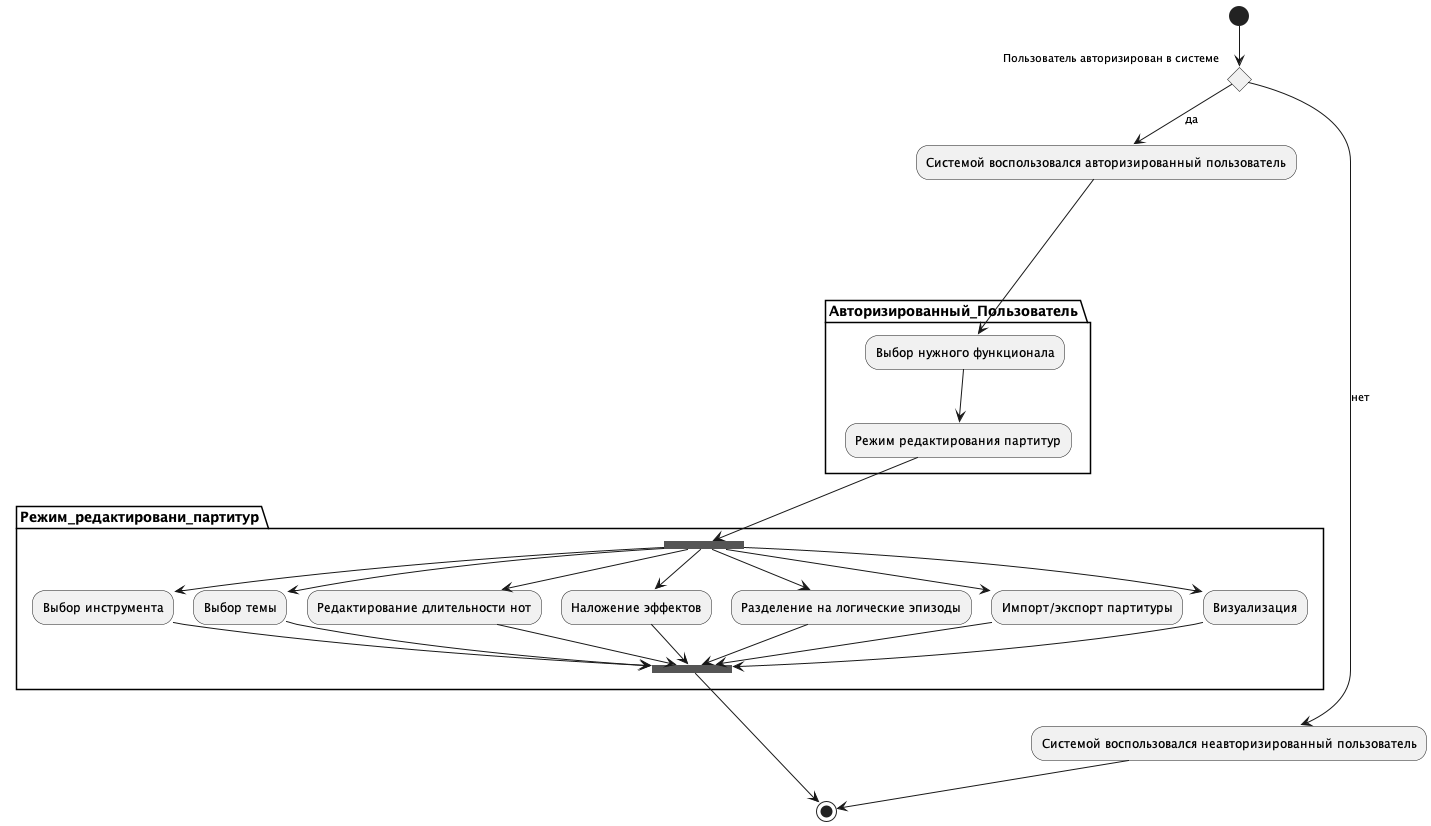 Пользователь авторизирован в системе
да
Системой воспользовался авторизированный пользователь
Авторизированный_Пользователь
Выбор нужного функционала
нет
Режим редактирования партитур
Режим_редактировани_партитур
Выбор инструмента
Выбор темы
Редактирование длительности нот
Наложение эффектов
Разделение на логические эпизоды
Импорт/экспорт партитуры
Визуализация
Системой воспользовался неавторизированный пользователь